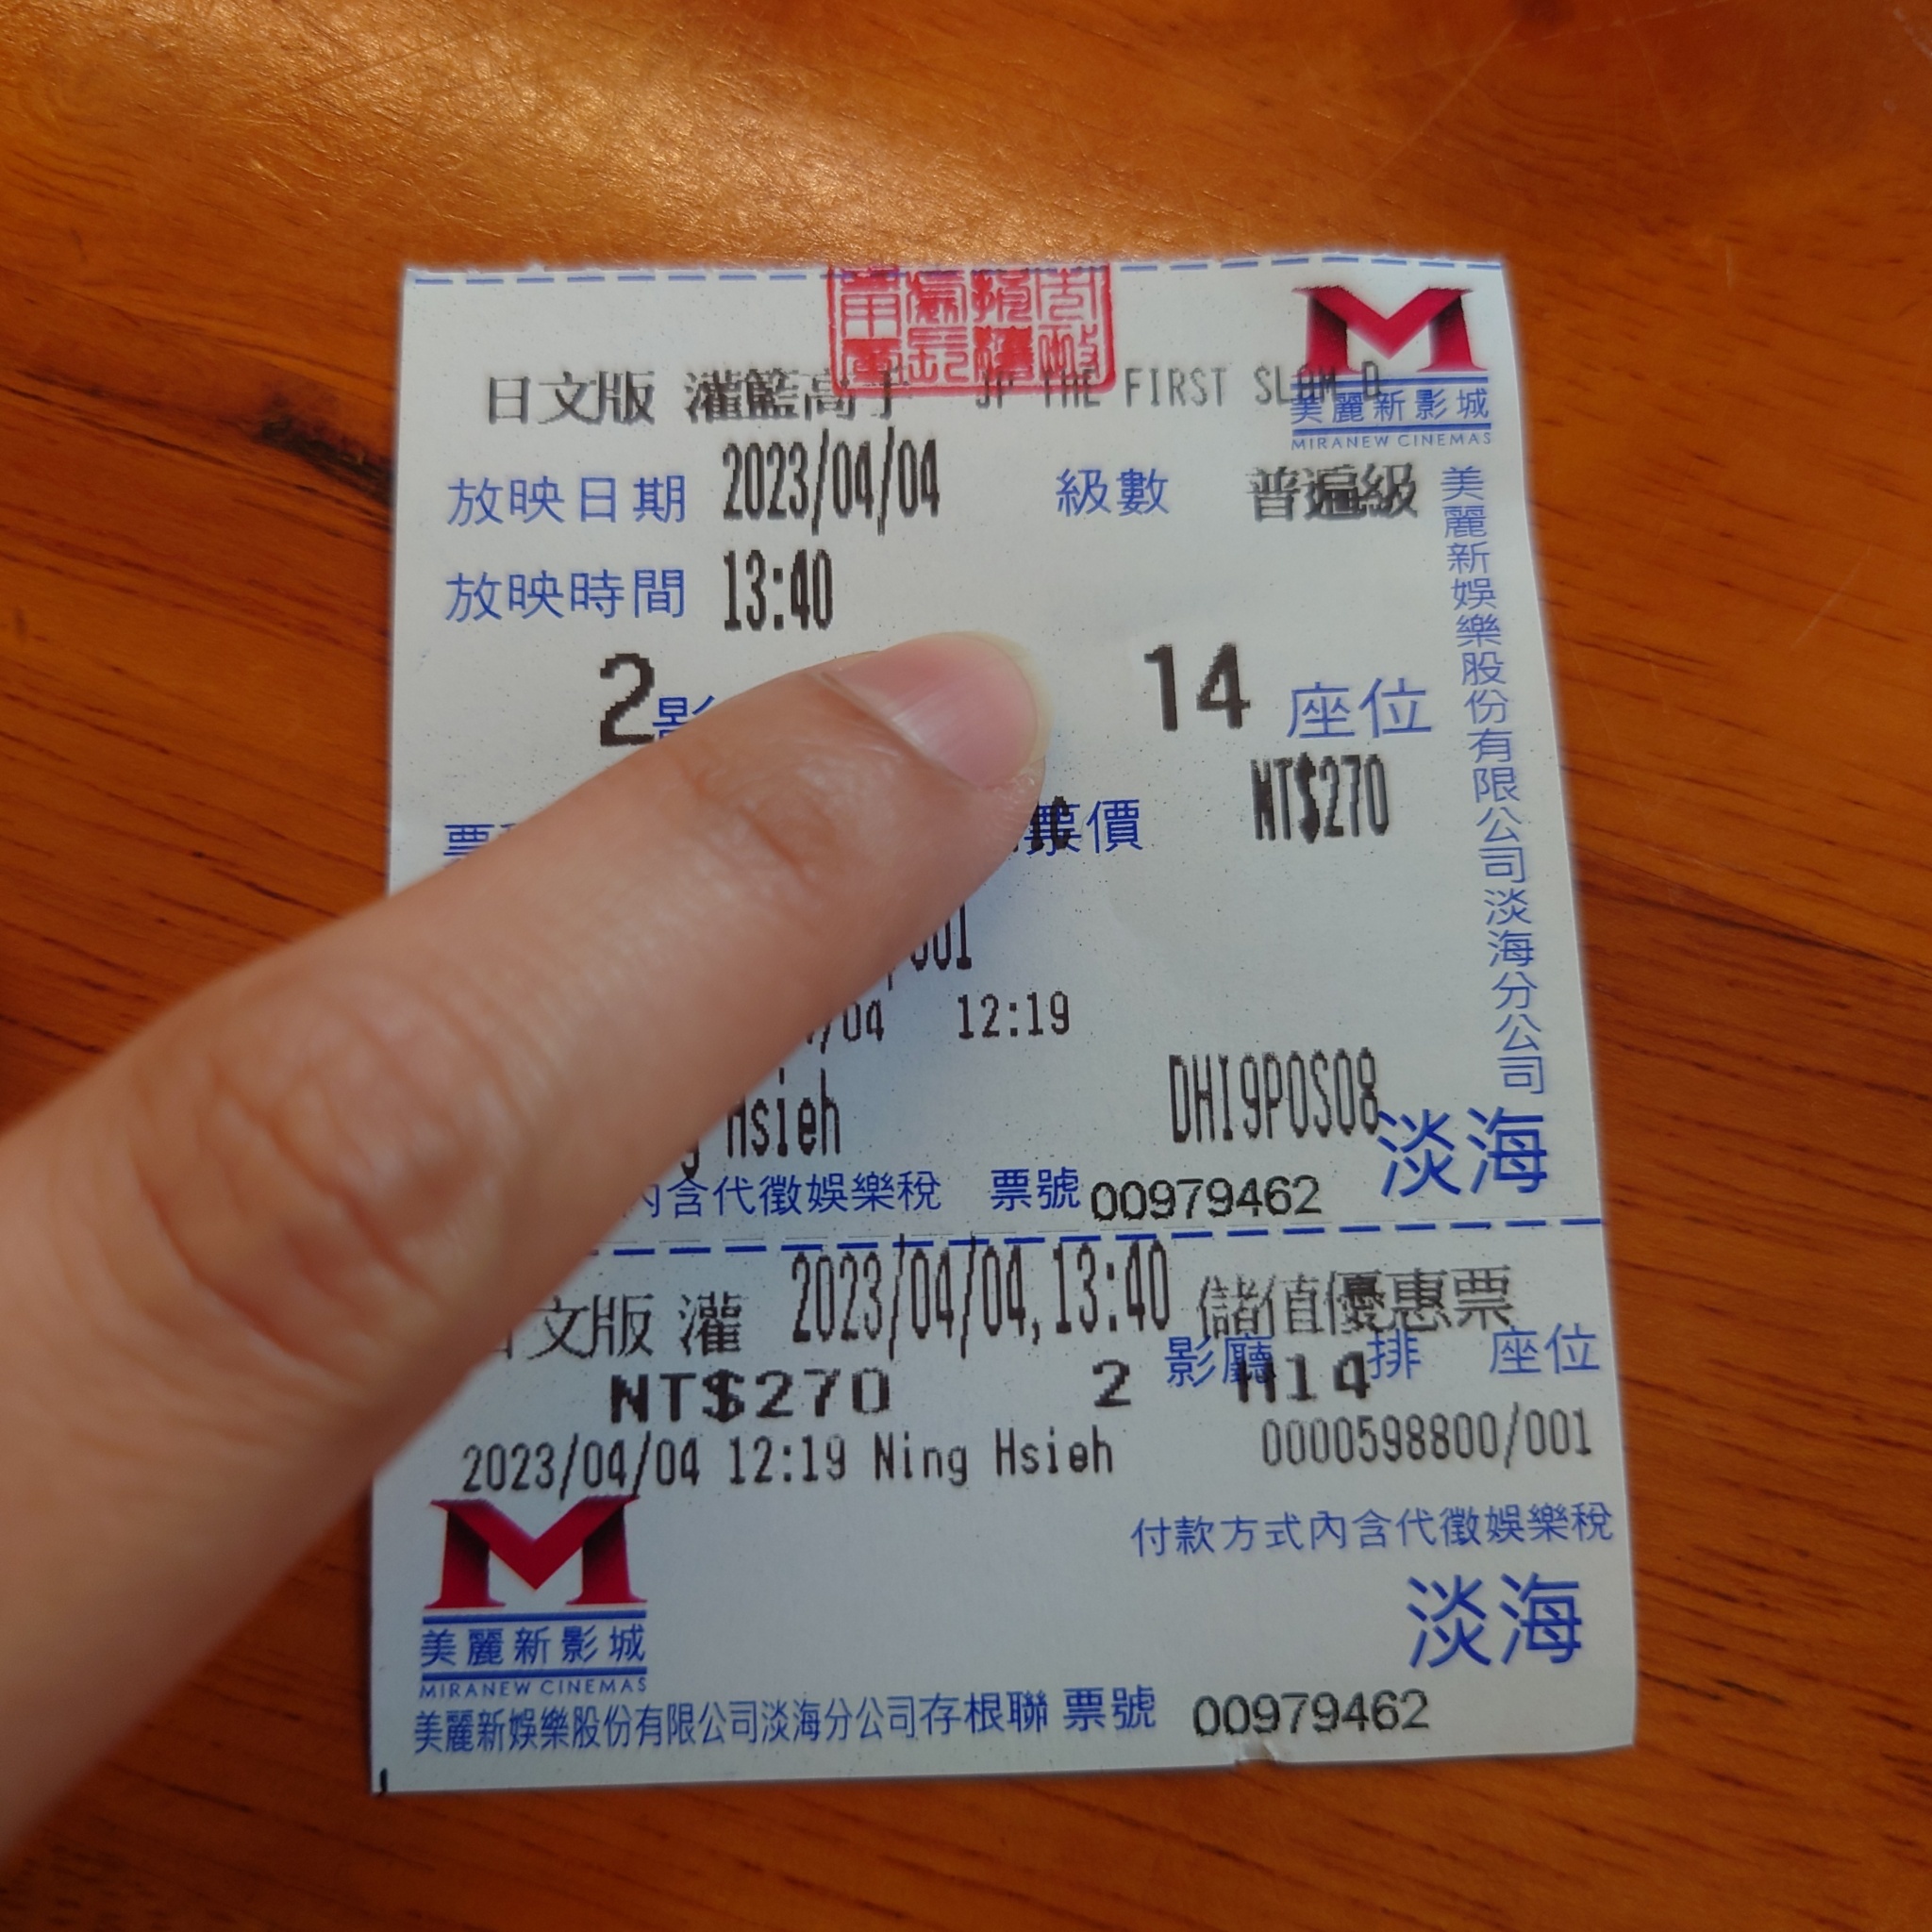 日文版 灌籃高手 JP THE FIRST SLAM D
美麗新影城
MIRANEW CINEMAS
放映日期 2023/04/04 級數 普遍級
放映時間 13:40
2 14 座位
票價 NT$270
12:19
Hsieh DHI9POS08
內含代徵娛樂稅 票號 00979462
淡海
美麗新娛樂股份有限公司淡海分公司
日文版 灌 2023/04/04,13:40 儲值優惠票
NT$270 2 影廳 H14 排 座位
2023/04/04 12:19 Ning Hsieh 0000598800/001
付款方式內含代徵娛樂稅
美麗新影城
MIRANEW CINEMAS
淡海
美麗新娛樂股份有限公司淡海分公司存根聯 票號 00979462